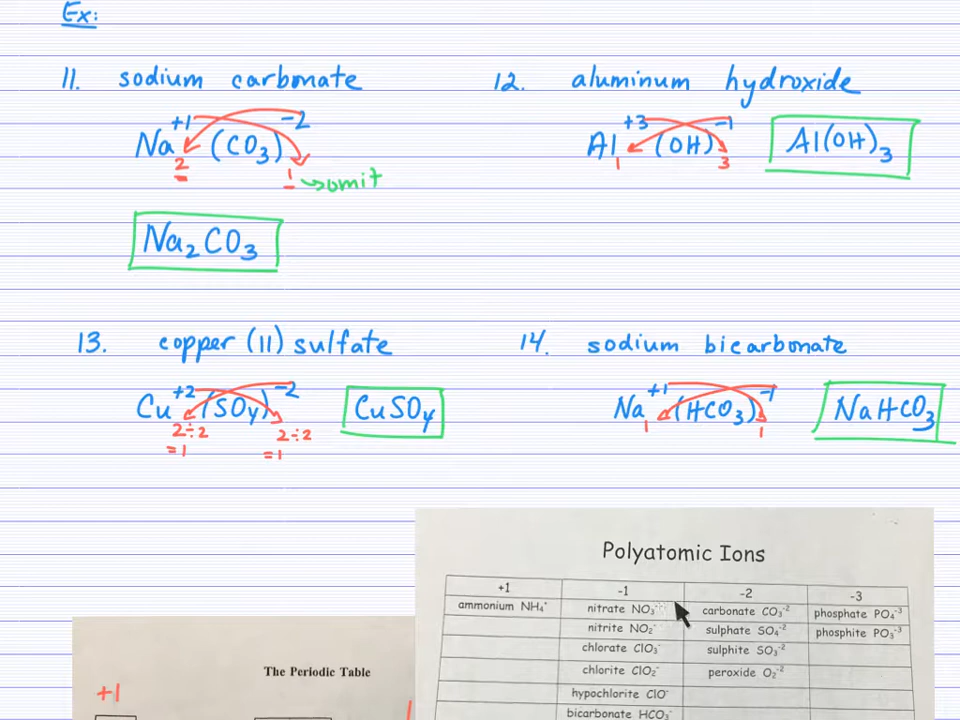 Ex:
11. sodium carbonate
Na +1 (CO3) -2
2 1 → omit
Na2CO3
12. aluminum hydroxide
Al +3 (OH) -1
1 3
Al(OH)3
13. copper (11) sulfate
Cu +2 (SO4) -2
2÷2 2÷2
=1 =1
CuSO4
14. sodium bicarbonate
Na +1 (HCO3) -1
1 1
NaHCO3
Polyatomic Ions
+1 -1 -2 -3
ammonium NH4+ nitrate NO3- carbonate CO3-2 phosphate PO4-3
nitrite NO2- sulphate SO4-2 phosphite PO3-3
chlorate ClO3- sulphite SO3-2
chlorite ClO2- peroxide O2-2
hypochlorite ClO-
bicarbonate HCO3-
The Periodic Table
+1